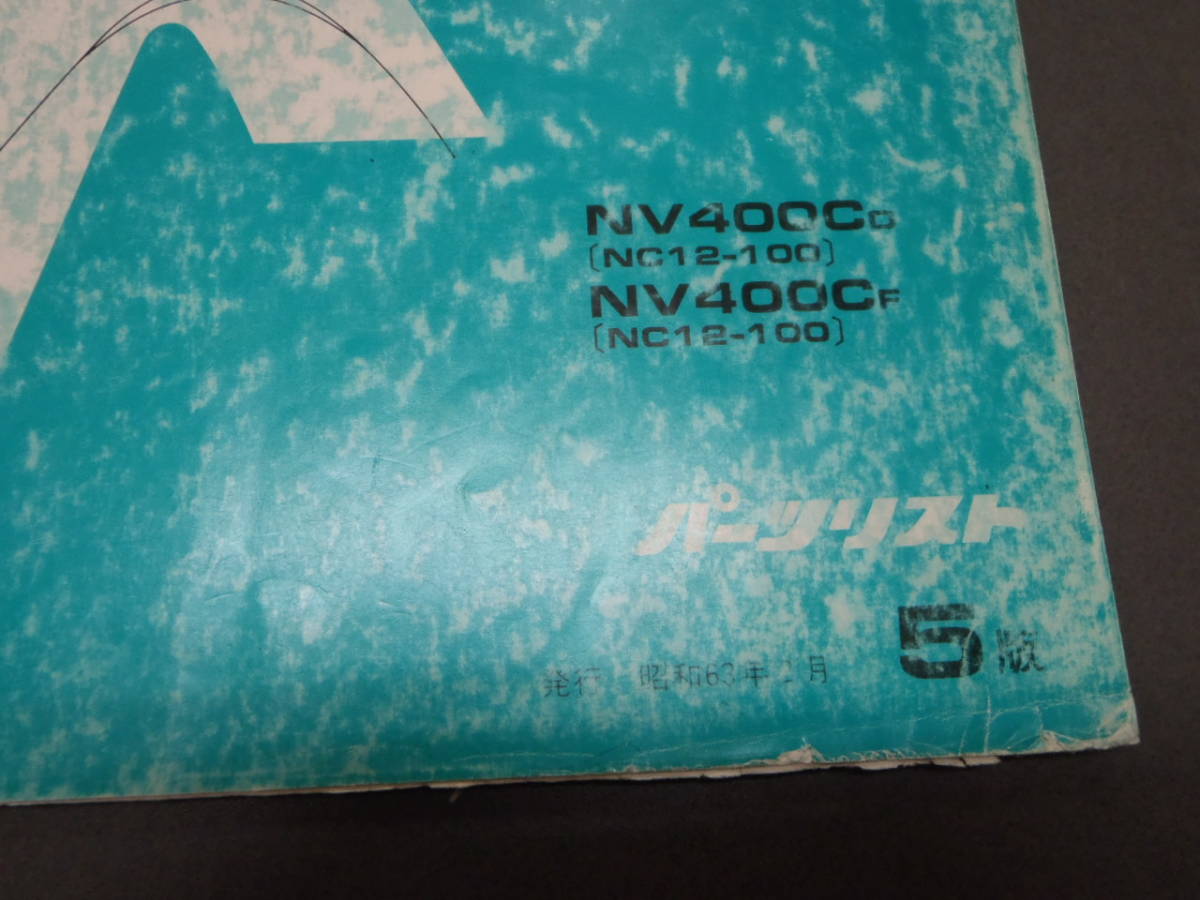 NV400CD
〔NC12-100〕
NV400CF
〔NC12-100〕
パーツリスト
5版
発行 昭和63年 月